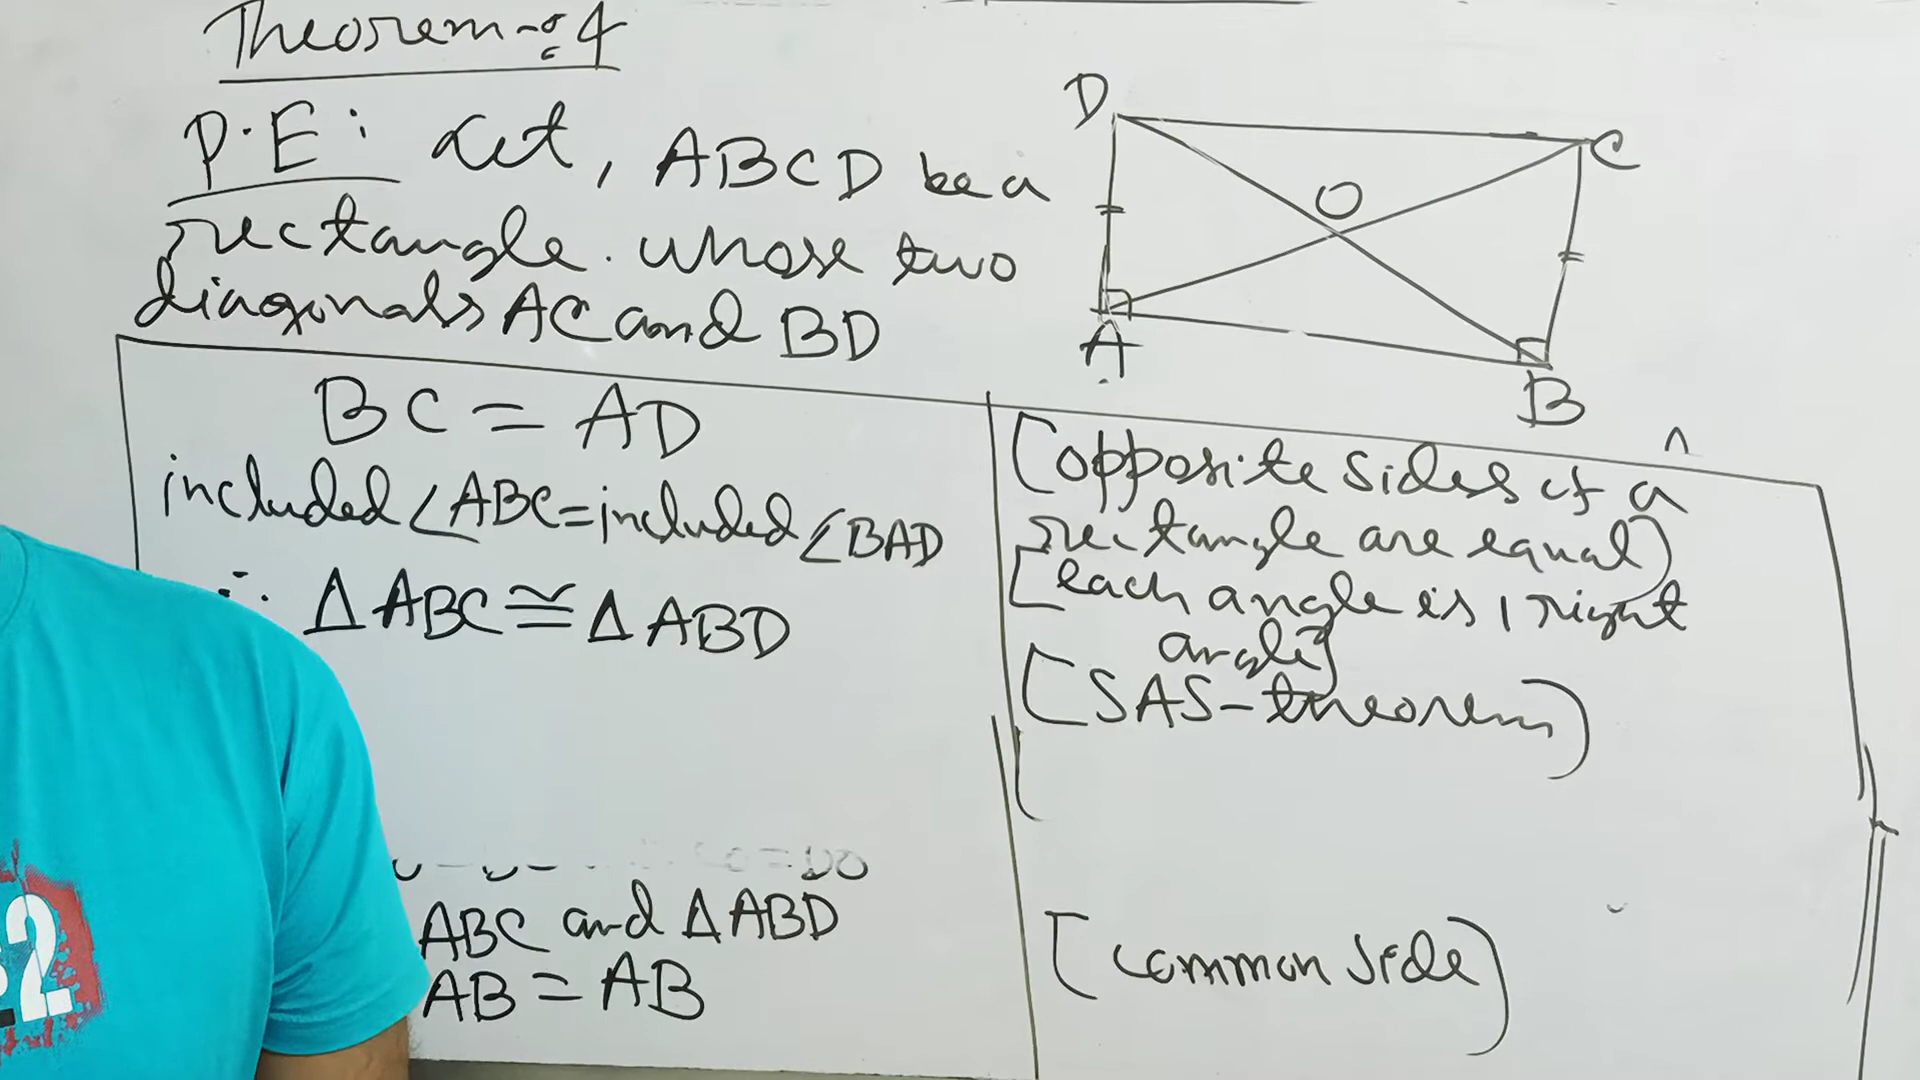 Theorem-:4
P.E: Let, ABCD be a
rectangle. whose two
diagonals AC and BD
D
C
O
A
B
BC = AD
included ∠ABC = included ∠BAD
∴ ΔABC ≅ ΔABD
ABC and ΔABD
AB = AB
[opposite sides of a
rectangle are equal)
[each angle is 1 right
angle]
[SAS-theorem)
[common side)
2